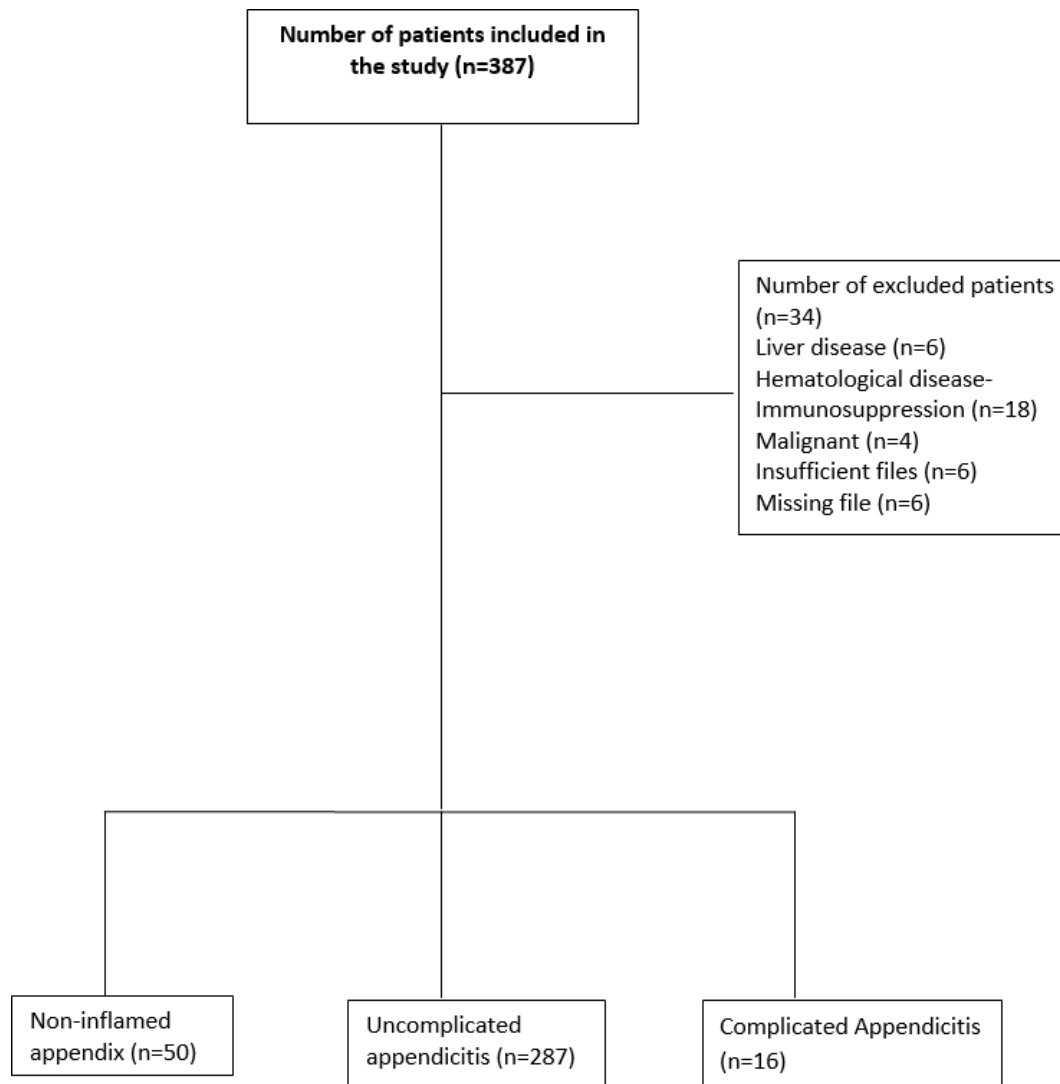 Number of patients included in
the study (n=387)
Number of excluded patients
(n=34)
Liver disease (n=6)
Hematological disease-
Immunosuppression (n=18)
Malignant (n=4)
Insufficient files (n=6)
Missing file (n=6)
Non-inflamed
appendix (n=50)
Uncomplicated
appendicitis (n=287)
Complicated Appendicitis
(n=16)